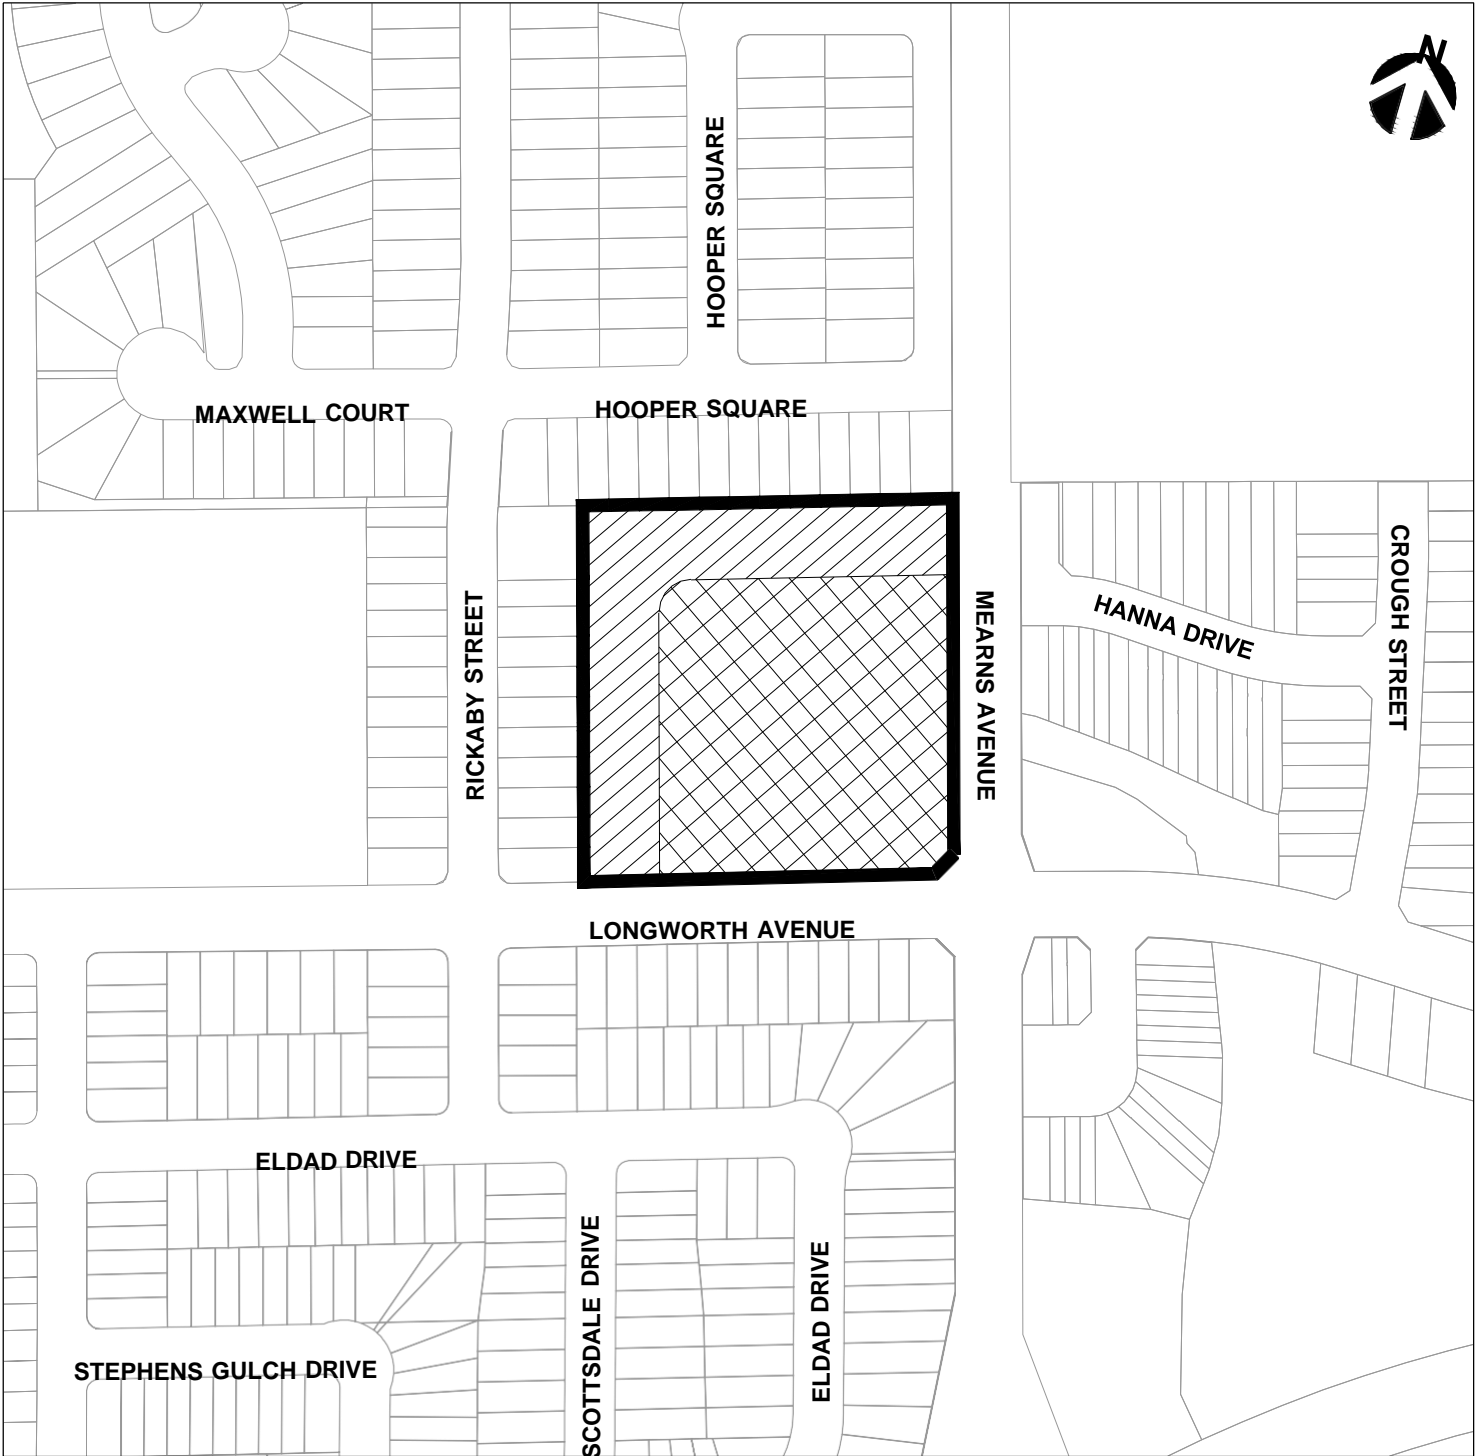 N
HOOPER SQUARE
MAXWELL COURT
HOOPER SQUARE
CROUGH STREET
HANNA DRIVE
RICKABY STREET
MEARNS AVENUE
LONGWORTH AVENUE
ELDAD DRIVE
SCOTTSDALE DRIVE
ELDAD DRIVE
STEPHENS GULCH DRIVE